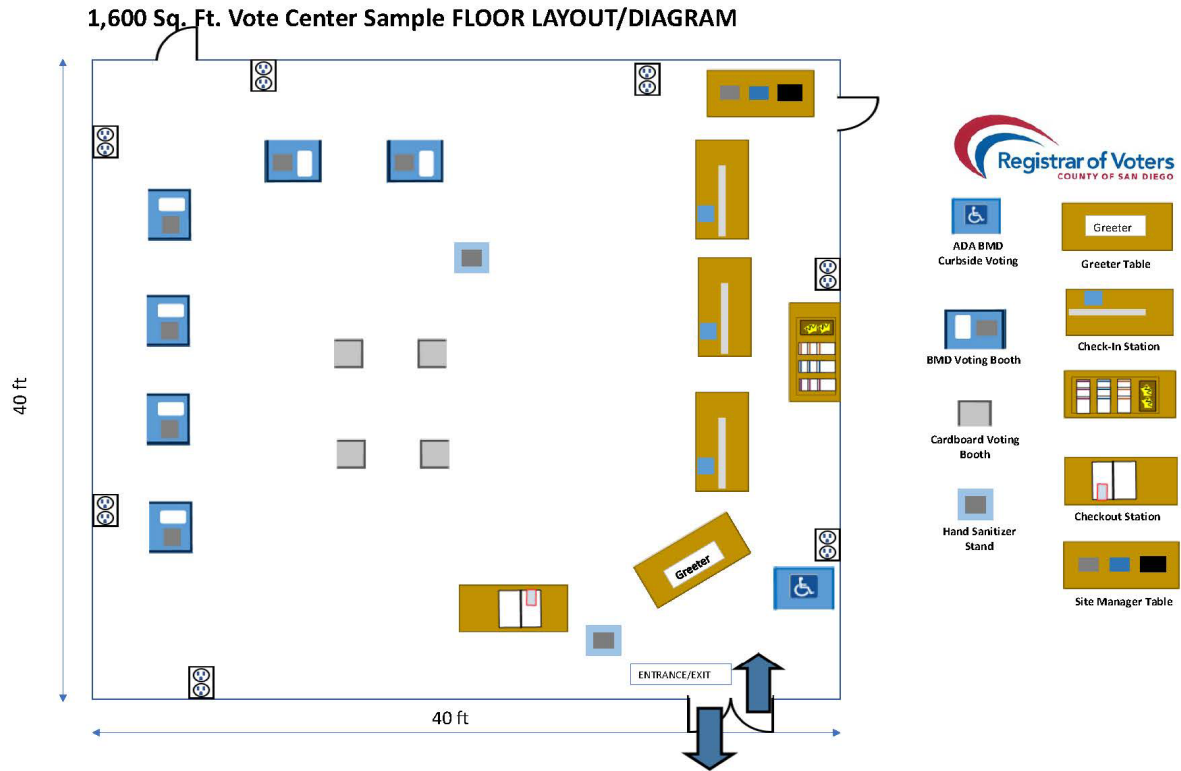 1,600 Sq. Ft. Vote Center Sample FLOOR LAYOUT/DIAGRAM
Registrar of Voters
COUNTY OF SAN DIEGO
Greeter
ADA BMD
Curbside Voting
Greeter Table
Check-In Station
BMD Voting Booth
40 ft
Cardboard Voting
Booth
Checkout Station
Hand Sanitizer
Stand
Greeter
Site Manager Table
ENTRANCE/EXIT
40 ft